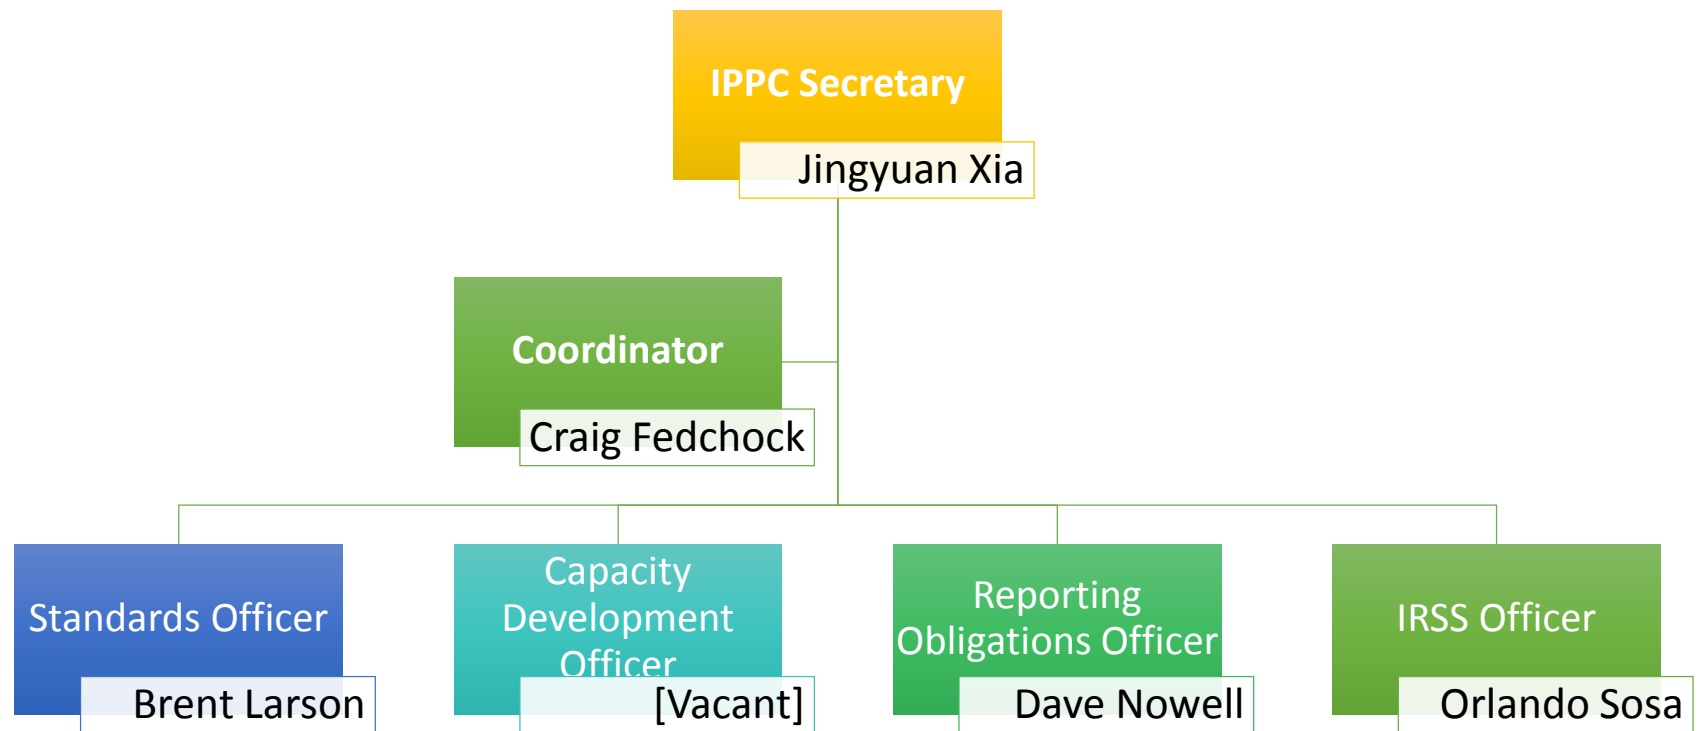 IPPC Secretary
Jingyuan Xia
Coordinator
Craig Fedchock
Standards Officer
Brent Larson
Capacity
Development
Officer
[Vacant]
Reporting
Obligations Officer
Dave Nowell
IRSS Officer
Orlando Sosa